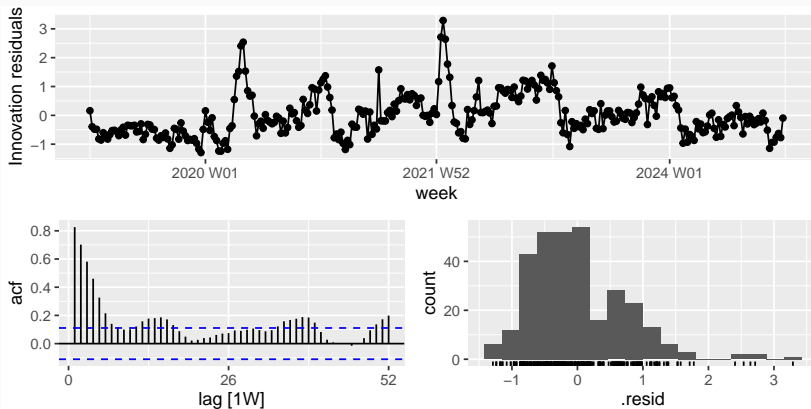 Innovation residuals
3
2
1
0
−1
2020 W01
2021 W52
2024 W01
week
acf
0.8
0.6
0.4
0.2
0.0
0
26
52
lag [1W]
count
40
20
0
−1
0
1
2
3
.resid